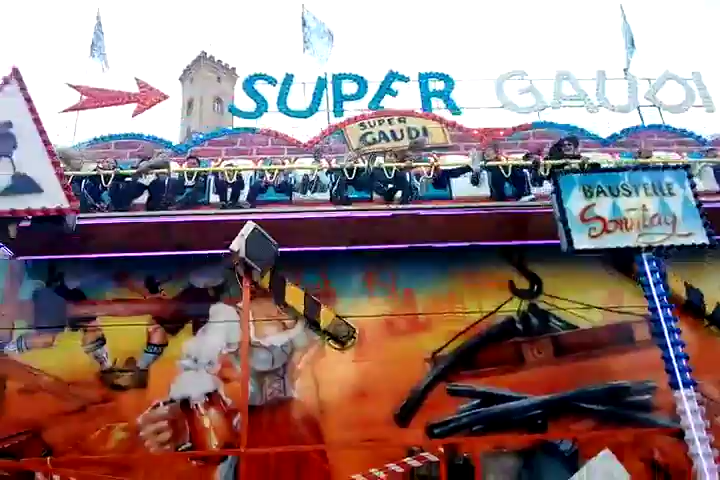 SUPER GAUDI
SUPER
GAUDI
BAUSTELLE
Sonntag